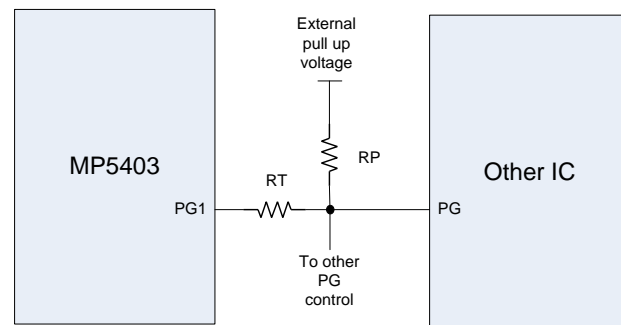 External
pull up
voltage
MP5403
RP
Other IC
RT
PG1
PG
To other
PG
control